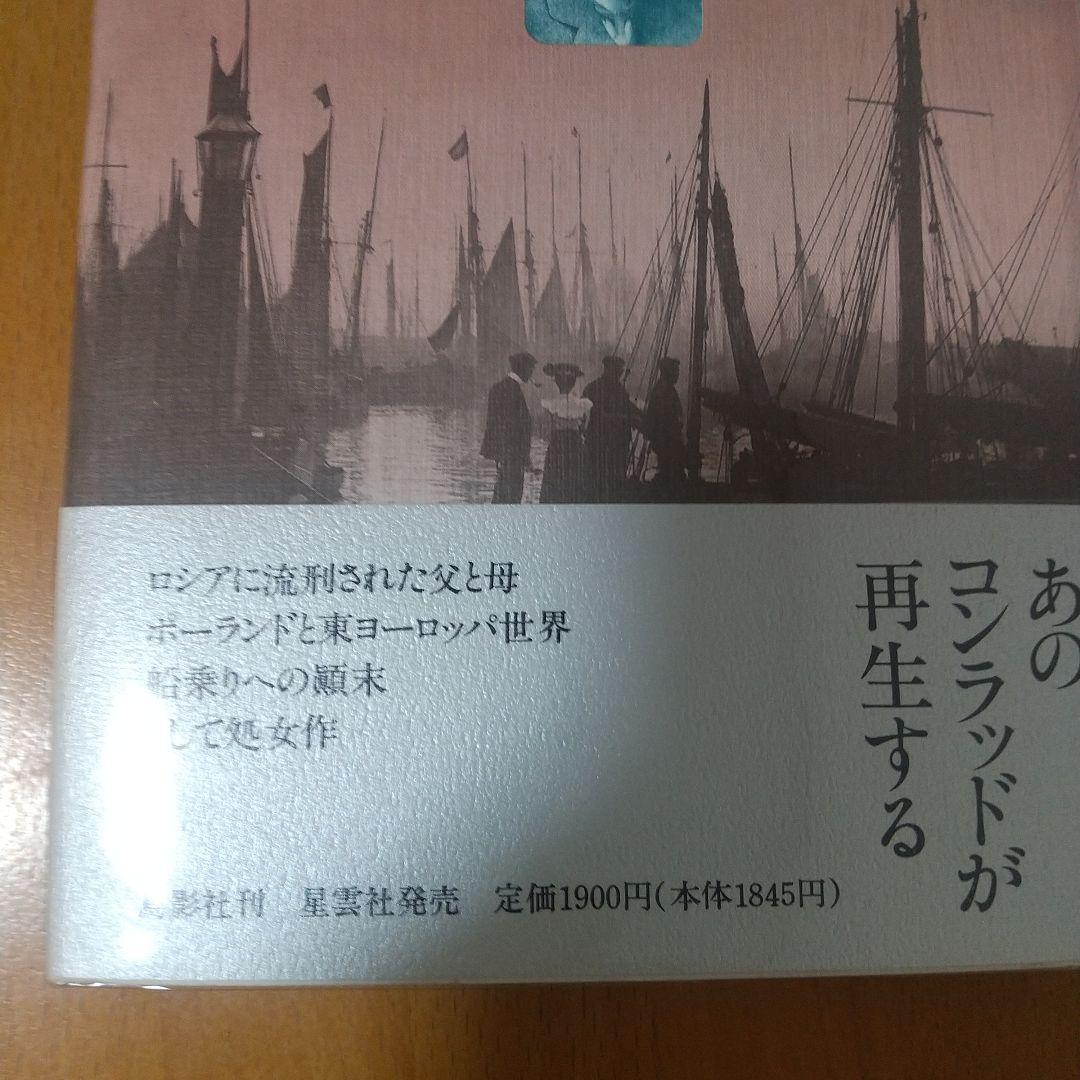 あの
コンラッドが
再生する
ロシアに流刑された父と母
ポーランドと東ヨーロッパ世界
船乗りへの顚末
して処女作
影社刊 星雲社発売 定価1900円(本体1845円)